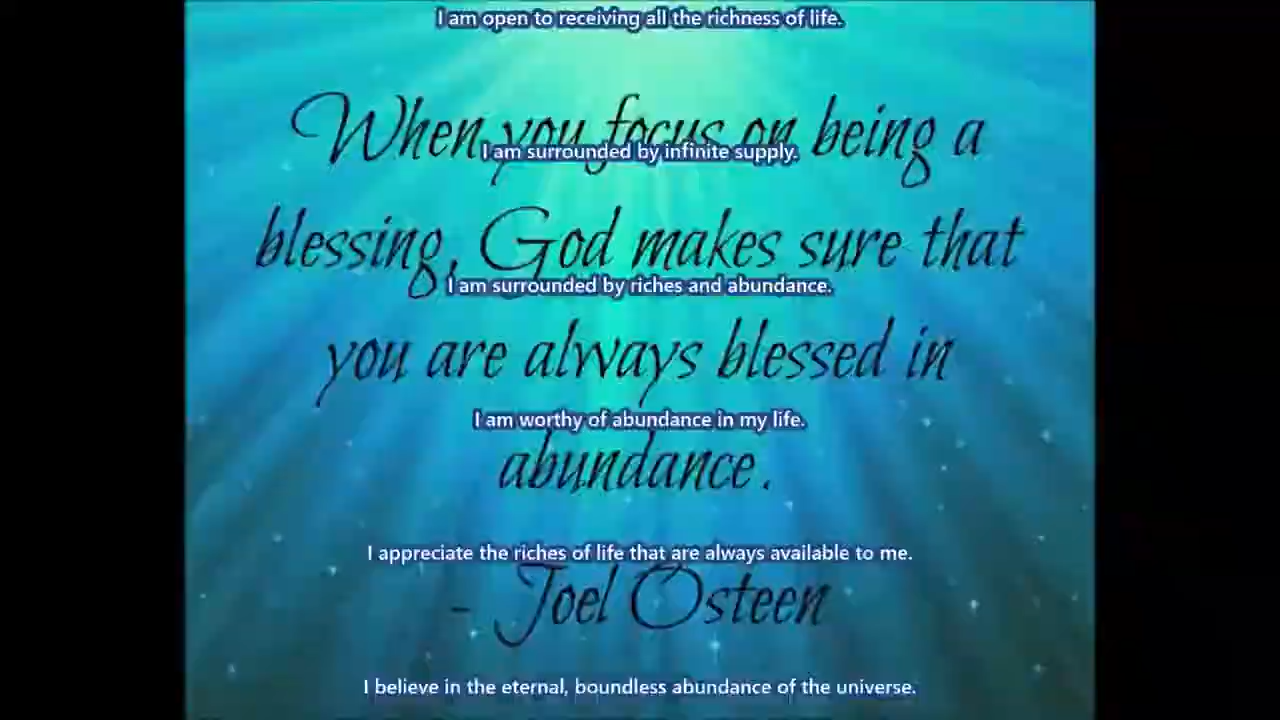 I am open to receiving all the richness of life.
When you focus on being a
I am surrounded by infinite supply.
blessing, God makes sure that
I am surrounded by riches and abundance.
you are always blessed in
I am worthy of abundance in my life.
abundance.
I appreciate the riches of life that are always available to me.
- Joel Osteen
I believe in the eternal, boundless abundance of the universe.